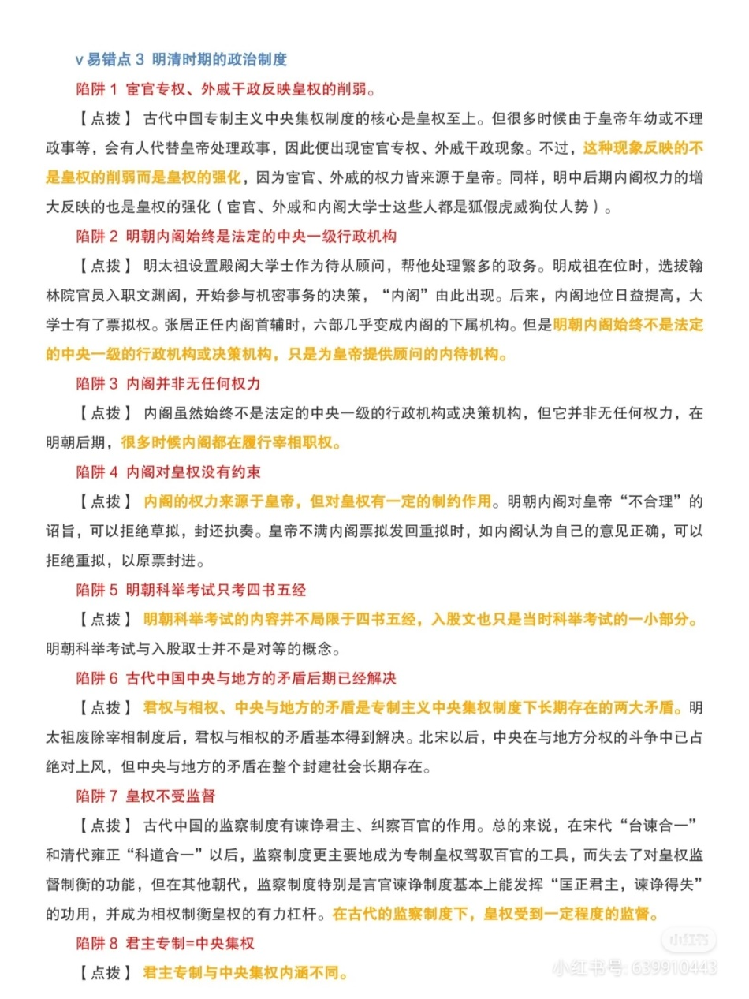 v 易错点 3 明清时期的政治制度
陷阱 1 宦官专权、外戚干政反映皇权的削弱。
【点拨】 古代中国专制主义中央集权制度的核心是皇权至上。但很多时候由于皇帝年幼或不理
政事等，会有人代替皇帝处理政事，因此便出现宦官专权、外戚干政现象。不过，这种现象反映的不
是皇权的削弱而是皇权的强化，因为宦官、外戚的权力皆来源于皇帝。同样，明中后期内阁权力的增
大反映的也是皇权的强化（宦官、外戚和内阁大学士这些人都是狐假虎威狗仗人势）。
陷阱 2 明朝内阁始终是法定的中央一级行政机构
【点拨】 明太祖设置殿阁大学士作为待从顾问，帮他处理繁多的政务。明成祖在位时，选拔翰
林院官员入职文渊阁，开始参与机密事务的决策，“内阁”由此出现。后来，内阁地位日益提高，大
学士有了票拟权。张居正任内阁首辅时，六部几乎变成内阁的下属机构。但是明朝内阁始终不是法定
的中央一级的行政机构或决策机构，只是为皇帝提供顾问的内待机构。
陷阱 3 内阁并非无任何权力
【点拨】 内阁虽然始终不是法定的中央一级的行政机构或决策机构，但它并非无任何权力，在
明朝后期，很多时候内阁都在履行宰相职权。
陷阱 4 内阁对皇权没有约束
【点拨】 内阁的权力来源于皇帝，但对皇权有一定的制约作用。明朝内阁对皇帝“不合理”的
诏旨，可以拒绝草拟，封还执奏。皇帝不满内阁票拟发回重拟时，如内阁认为自己的意见正确，可以
拒绝重拟，以原票封进。
陷阱 5 明朝科举考试只考四书五经
【点拨】 明朝科举考试的内容并不局限于四书五经，入股文也只是当时科举考试的一小部分。
明朝科举考试与入股取士并不是对等的概念。
陷阱 6 古代中国中央与地方的矛盾后期已经解决
【点拨】 君权与相权、中央与地方的矛盾是专制主义中央集权制度下长期存在的两大矛盾。明
太祖废除宰相制度后，君权与相权的矛盾基本得到解决。北宋以后，中央在与地方分权的斗争中已占
绝对上风，但中央与地方的矛盾在整个封建社会长期存在。
陷阱 7 皇权不受监督
【点拨】 古代中国的监察制度有谏诤君主、纠察百官的作用。总的来说，在宋代“台谏合一”
和清代雍正“科道合一”以后，监察制度更主要地成为专制皇权驾驭百官的工具，而失去了对皇权监
督制衡的功能，但在其他朝代，监察制度特别是言官谏诤制度基本上能发挥“匡正君主，谏诤得失”
的功用，并成为相权制衡皇权的有力杠杆。在古代的监察制度下，皇权受到一定程度的监督。
陷阱 8 君主专制=中央集权
【点拨】 君主专制与中央集权内涵不同。
小红书
小红书号: 639910443